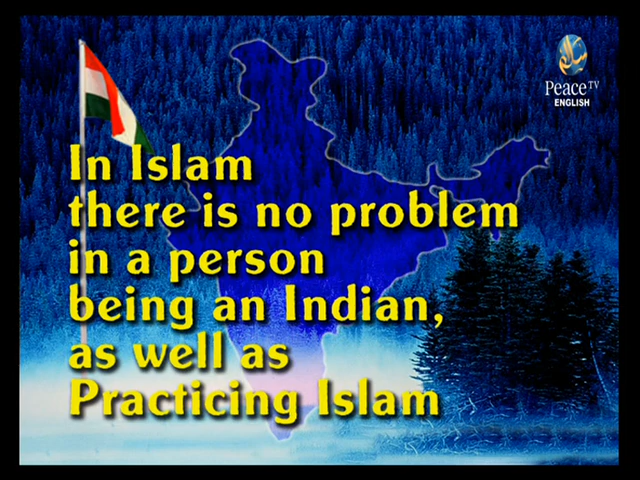 Peace TV
ENGLISH
In Islam
there is no problem
in a person
being an Indian,
as well as
Practicing Islam